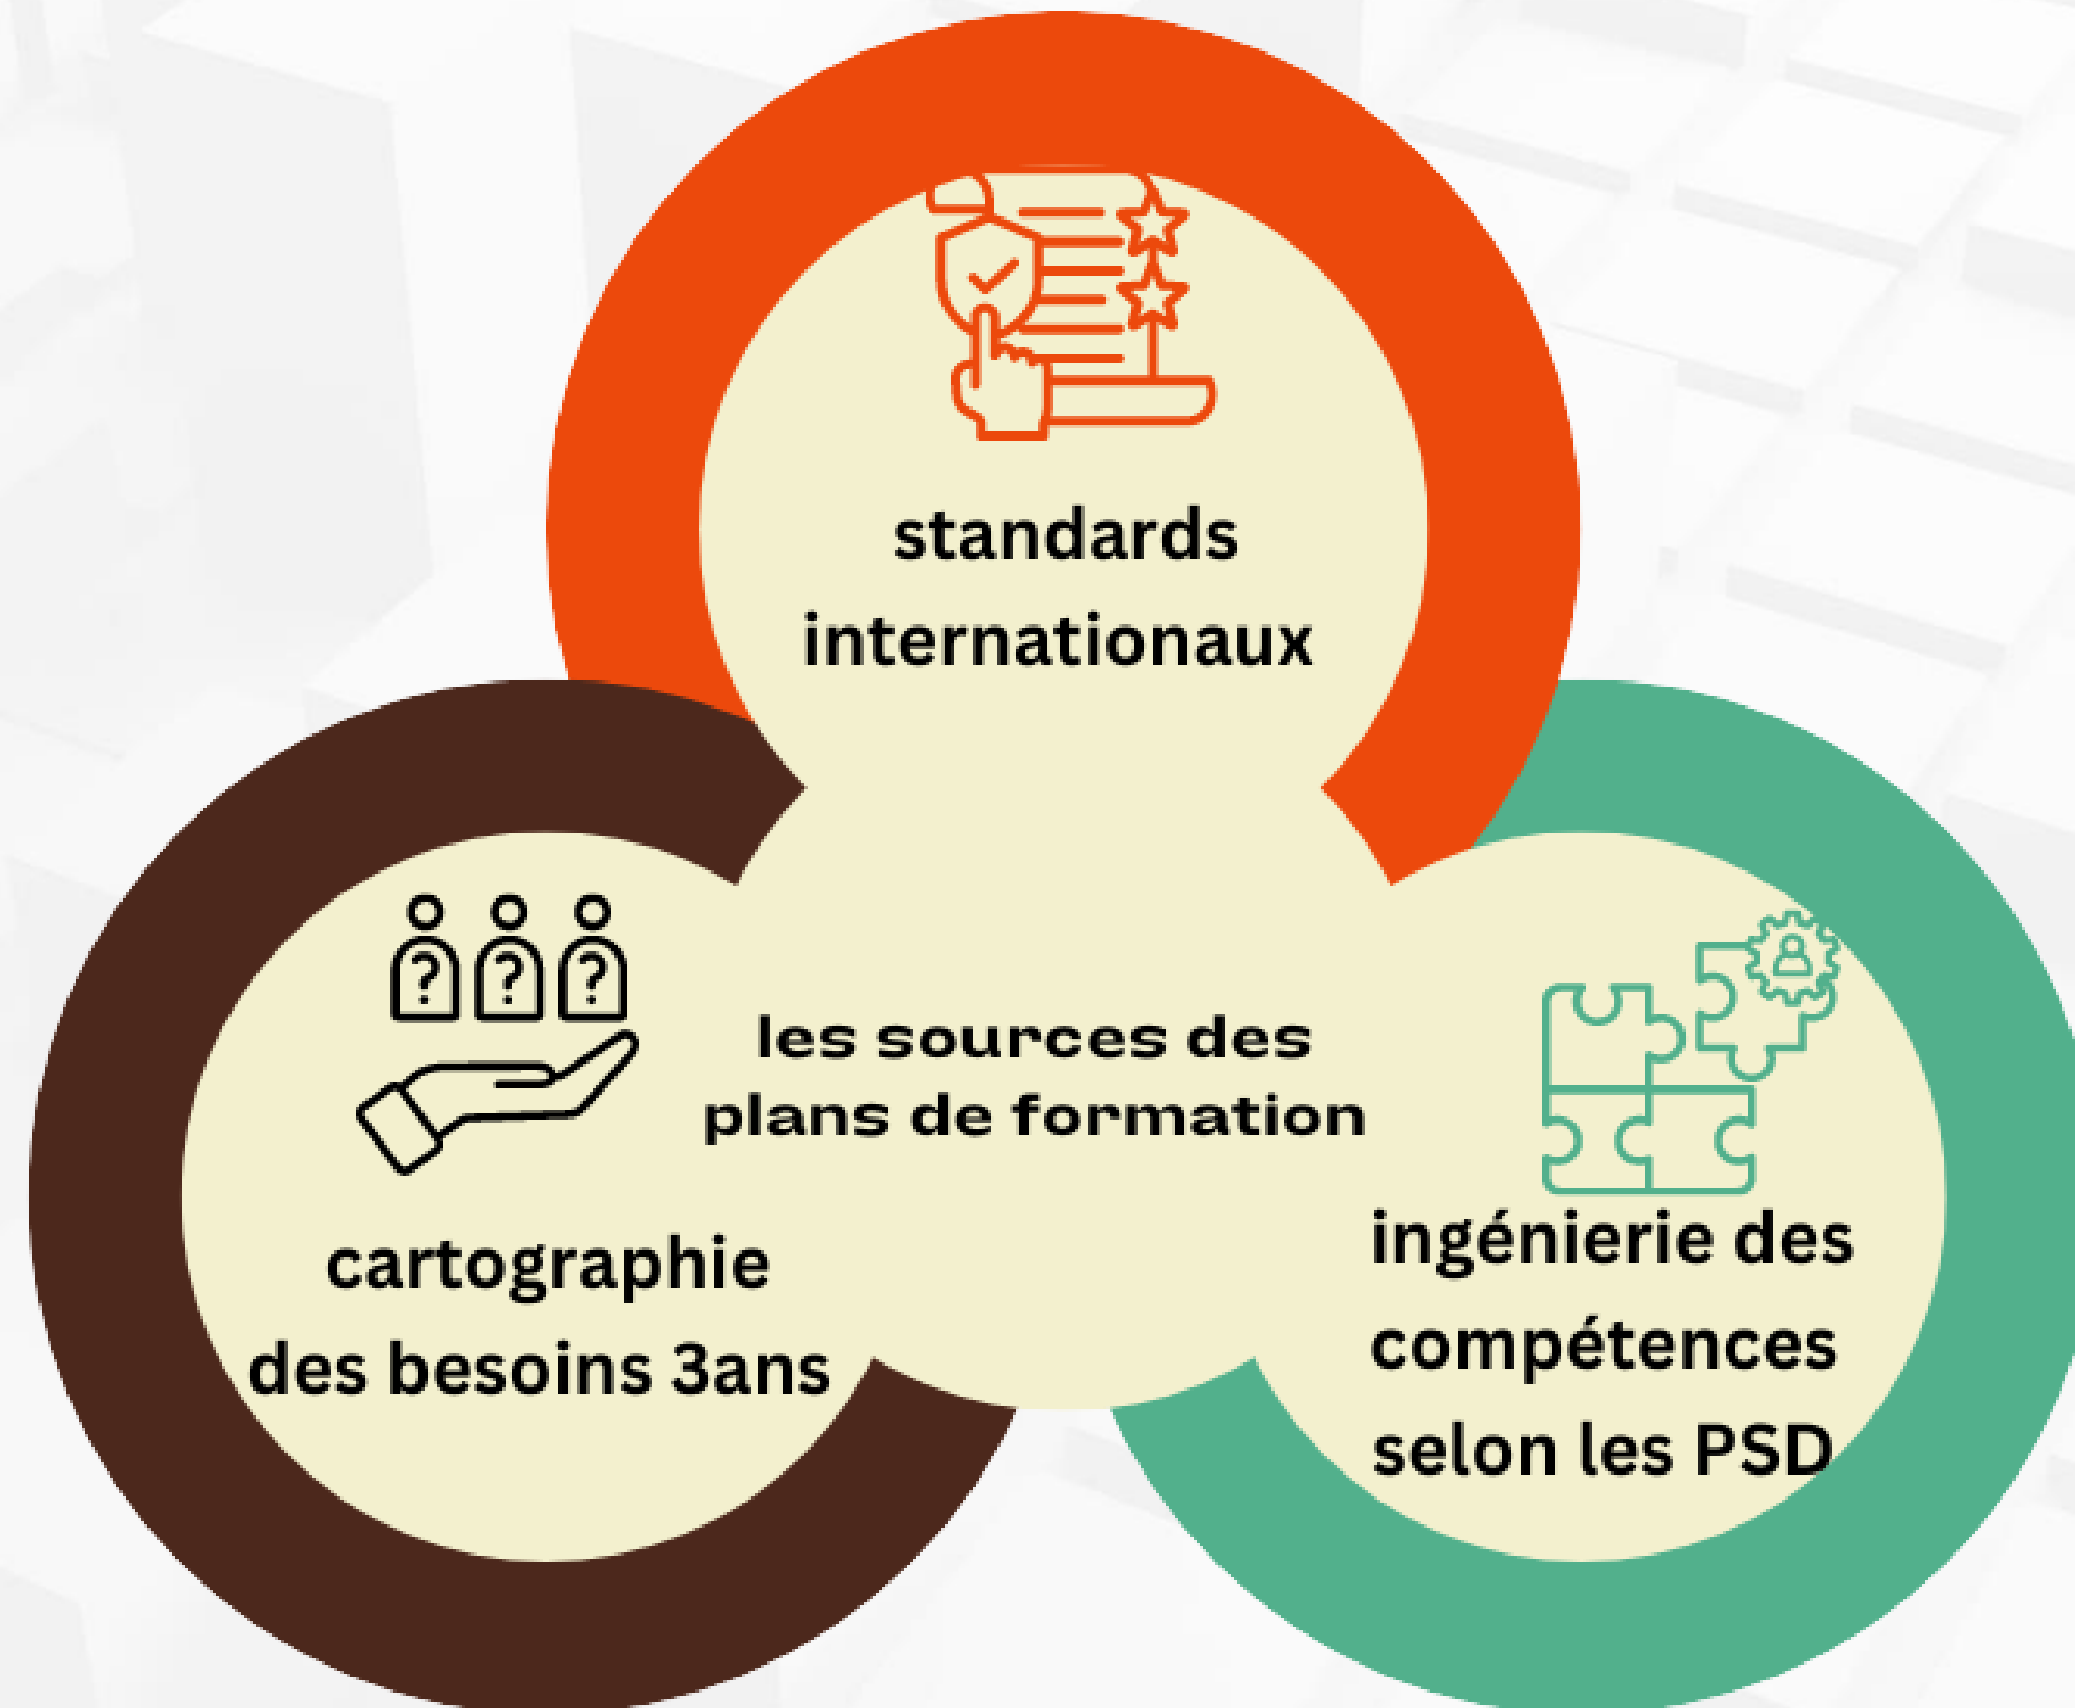 standards
internationaux
les sources des
plans de formation
cartographie
des besoins 3ans
ingénierie des
compétences
selon les PSD